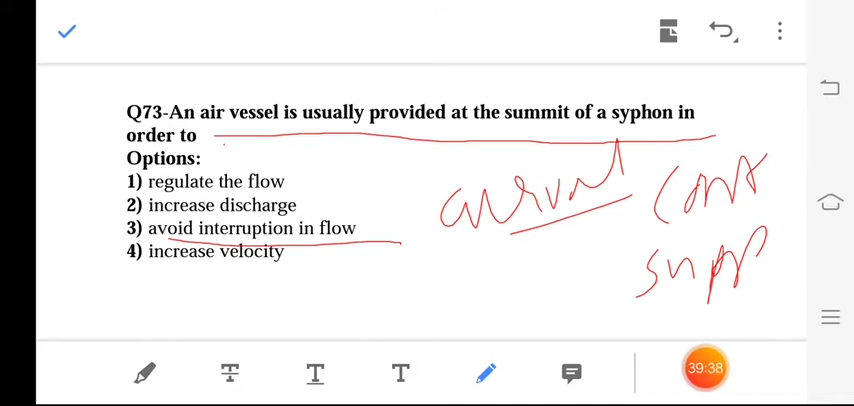 Q73-An air vessel is usually provided at the summit of a syphon in
order to
Options:
1) regulate the flow
2) increase discharge
3) avoid interruption in flow
4) increase velocity
T T T
39:38